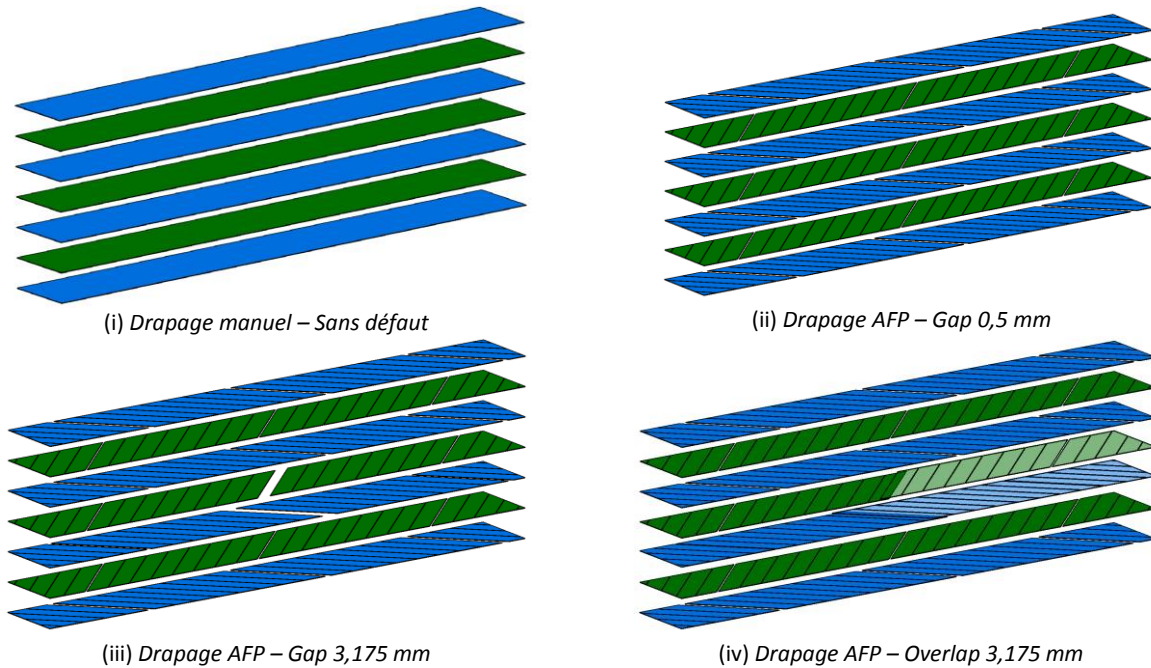 (i) Drapage manuel – Sans défaut
(ii) Drapage AFP – Gap 0,5 mm
(iii) Drapage AFP – Gap 3,175 mm
(iv) Drapage AFP – Overlap 3,175 mm